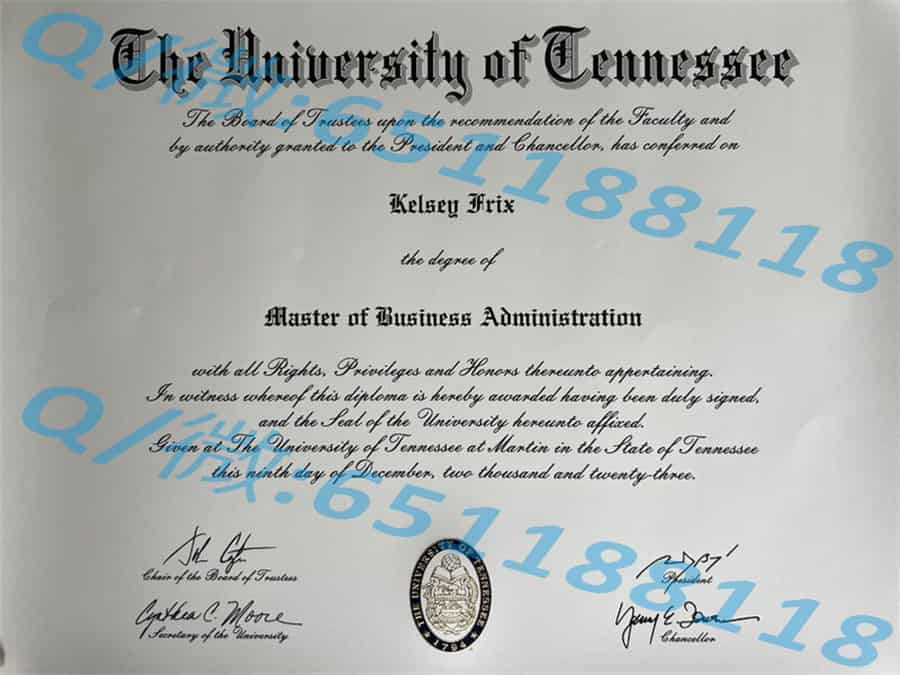 The University of Tennessee
The Board of Trustees upon the recommendation of the Faculty and
by authority granted to the President and Chancellor, has conferred on
Kelsey Frix
the degree of
Master of Business Administration
with all Rights, Privileges and Honors thereunto appertaining.
In witness whereof this diploma is hereby awarded having been duly signed,
and the Seal of the University hereunto affixed.
Given at The University of Tennessee at Martin in the State of Tennessee
this ninth day of December, two thousand and twenty-three.
Chair of the Board of Trustees
Cynthia C. Moore
Secretary of the University
THE UNIVERSITY OF TENNESSEE
1794
President
Chancellor
Q/微:651188118
Q/微:651188118